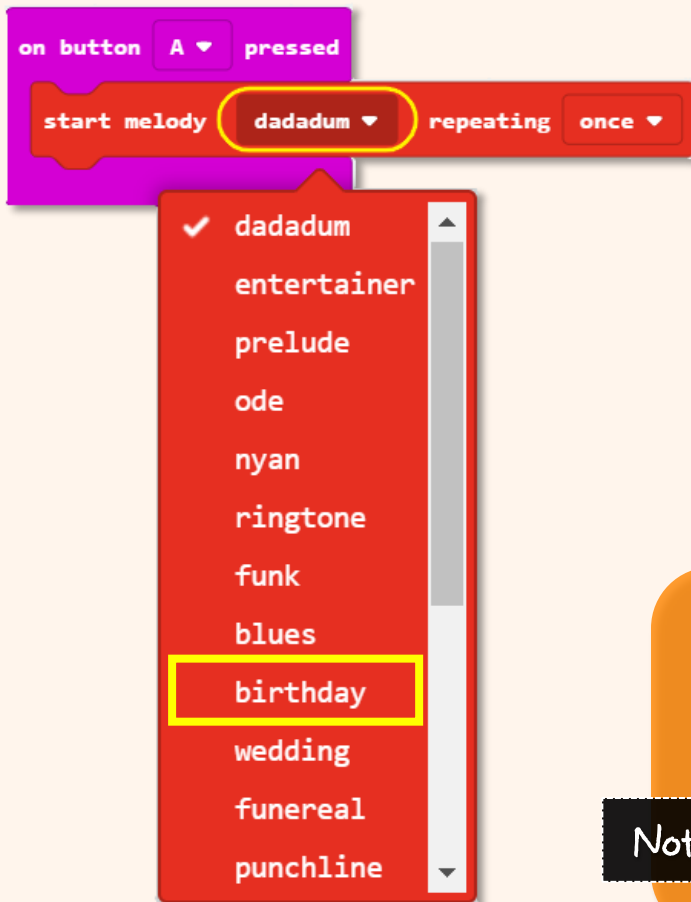 on button A pressed
start melody dadadum repeating once
dadadum
entertainer
prelude
ode
nyan
ringtone
funk
blues
birthday
wedding
funereal
punchline
Not